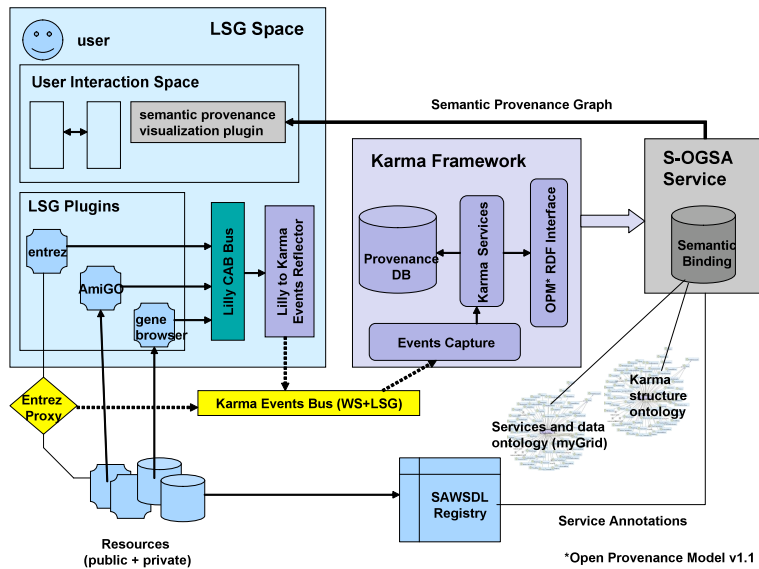 LSG Space
user
User Interaction Space
semantic provenance
visualization plugin
Semantic Provenance Graph
LSG Plugins
entrez
AmiGO
gene
browser
Lilly CAB Bus
Lilly to Karma
Events Reflector
Karma Framework
Provenance
DB
Karma Services
OPM* RDF Interface
Events Capture
S-OGSA
Service
Semantic
Binding
Entrez
Proxy
Karma Events Bus (WS+LSG)
Karma
structure
ontology
Services and data
ontology (myGrid)
SAWSDL
Registry
Service Annotations
Resources
(public + private)
*Open Provenance Model v1.1